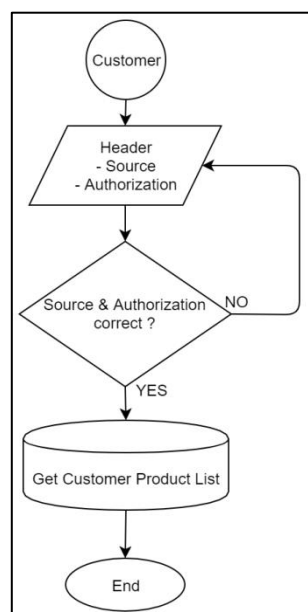 Customer
Header
- Source
- Authorization
Source & Authorization
correct ?
NO
YES
Get Customer Product List
End